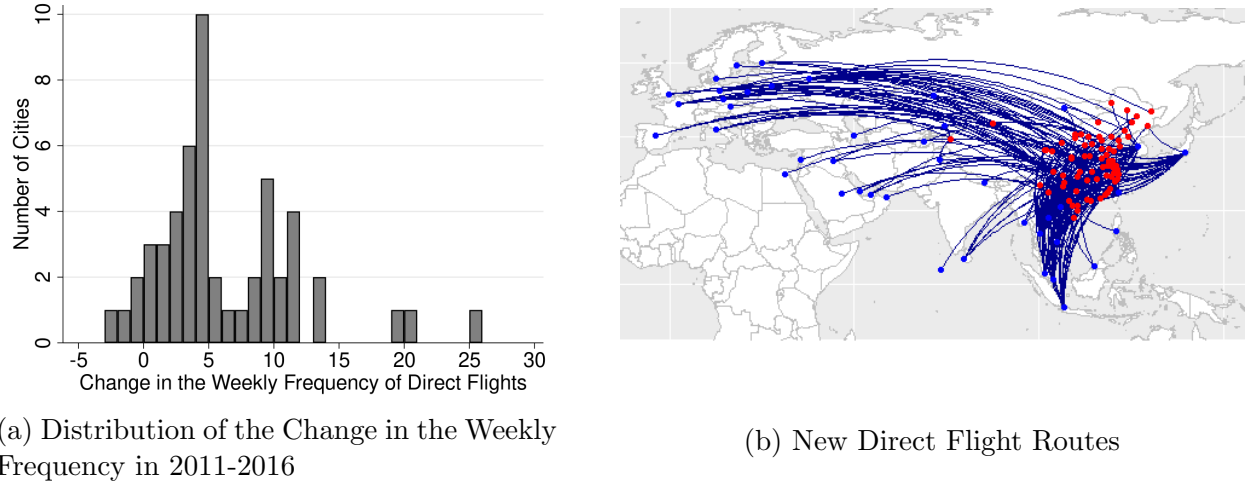 10
8
6
4
2
0
Number of Cities
-5 0 5 10 15 20 25 30
Change in the Weekly Frequency of Direct Flights
(a) Distribution of the Change in the Weekly
Frequency in 2011-2016
(b) New Direct Flight Routes